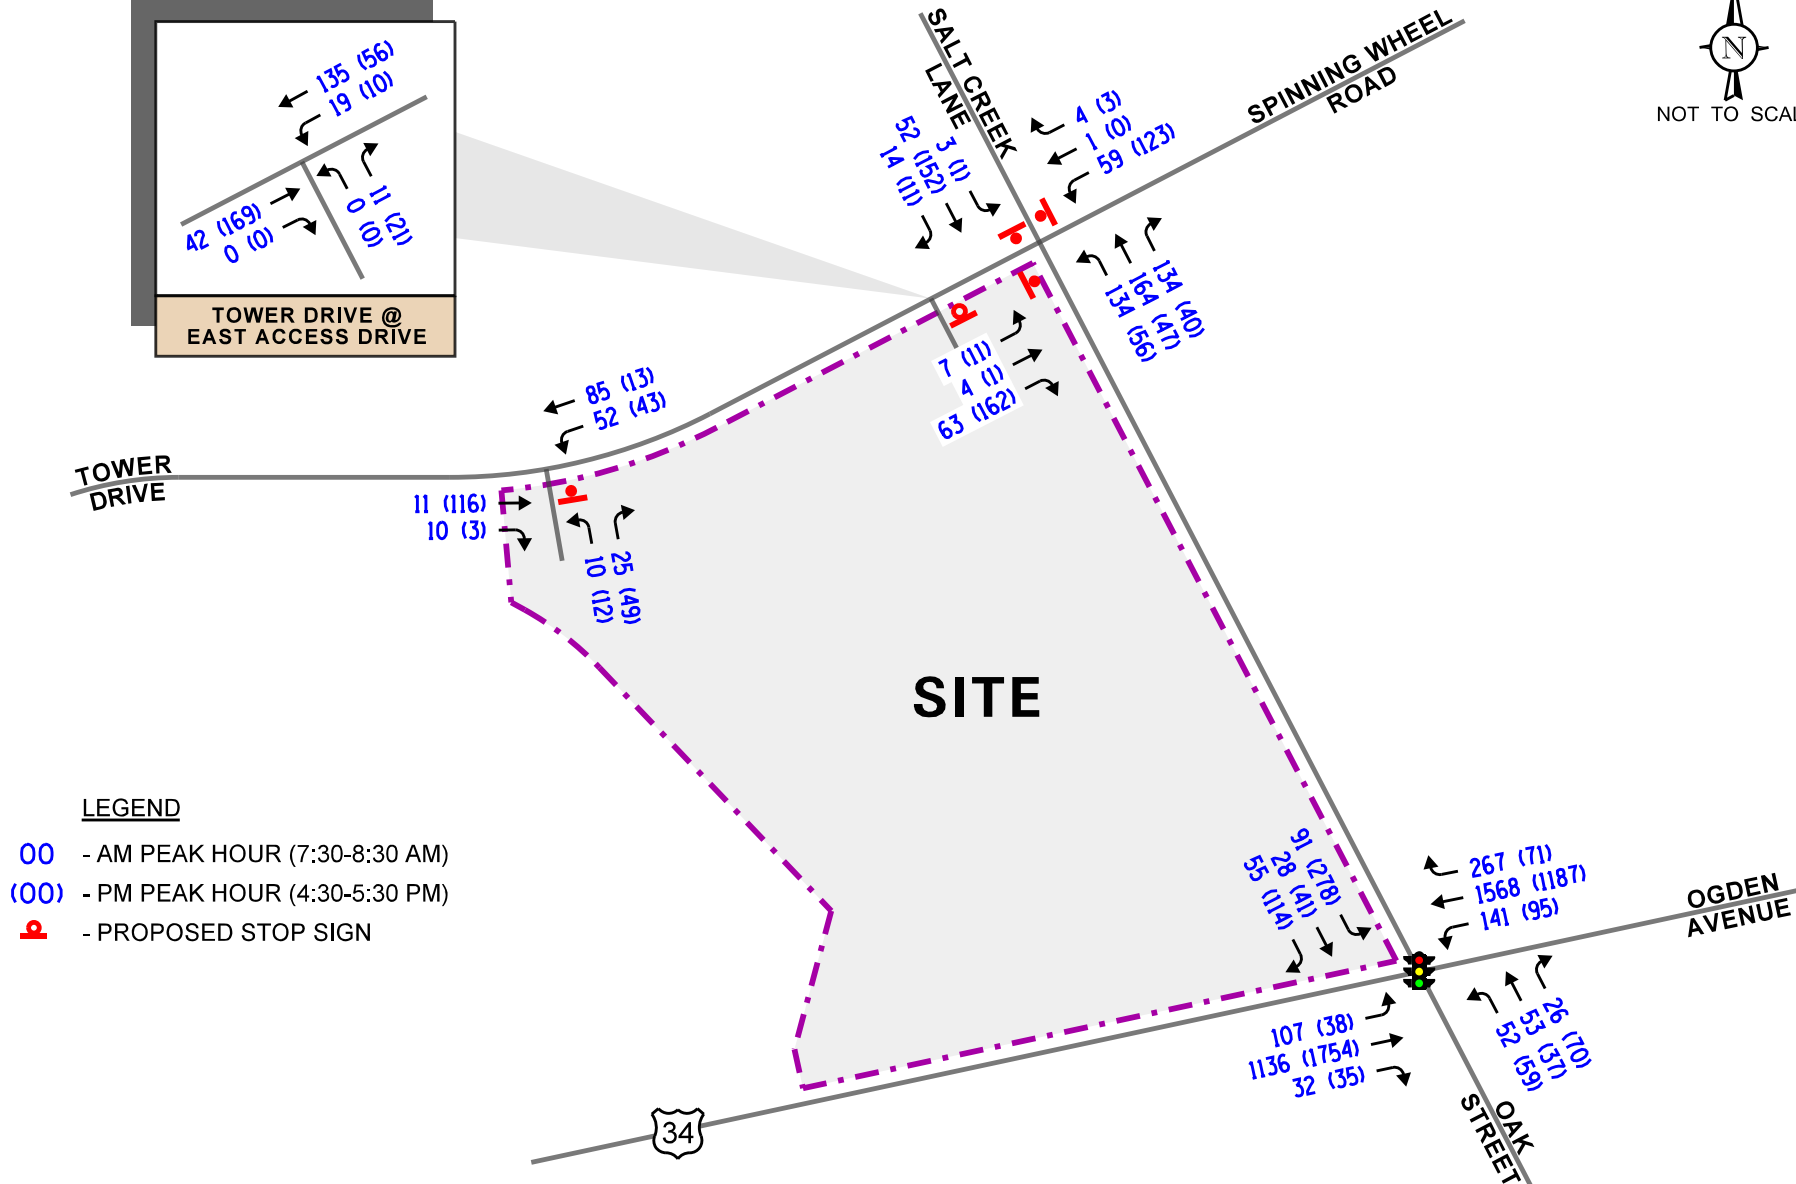 135 (56)
19 (10)
42 (169)
0 (0)
0 (0)
11 (21)
TOWER DRIVE @
EAST ACCESS DRIVE
SALT CREEK
LANE
SPINNING WHEEL
ROAD
N
NOT TO SCAL
3 (1)
52 (152)
14 (11)
4 (3)
1 (0)
59 (123)
134 (40)
164 (47)
134 (56)
7 (11)
4 (1)
63 (162)
85 (13)
52 (43)
TOWER
DRIVE
11 (116)
10 (3)
10 (12)
25 (49)
SITE
LEGEND
00 - AM PEAK HOUR (7:30-8:30 AM)
(00) - PM PEAK HOUR (4:30-5:30 PM)
- PROPOSED STOP SIGN
91 (278)
28 (41)
55 (114)
267 (71)
1568 (1187)
141 (95)
OGDEN
AVENUE
107 (38)
1136 (1754)
32 (35)
26 (70)
53 (37)
52 (59)
34
OAK
STREET